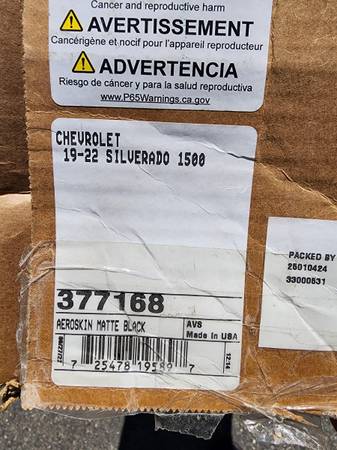 Cancer and reproductive harm
AVERTISSEMENT
Cancérigène et nocif pour l'appareil reproducteur
ADVERTENCIA
Riesgo de cáncer y para la salud reproductiva
www.P65Warnings.ca.gov
CHEVROLET
19-22 SILVERADO 1500
377168
AEROSKIN MATTE BLACK
AVS
Made in USA
PACKED BY
25010424
33000531
12:14
7 25478 19589 7